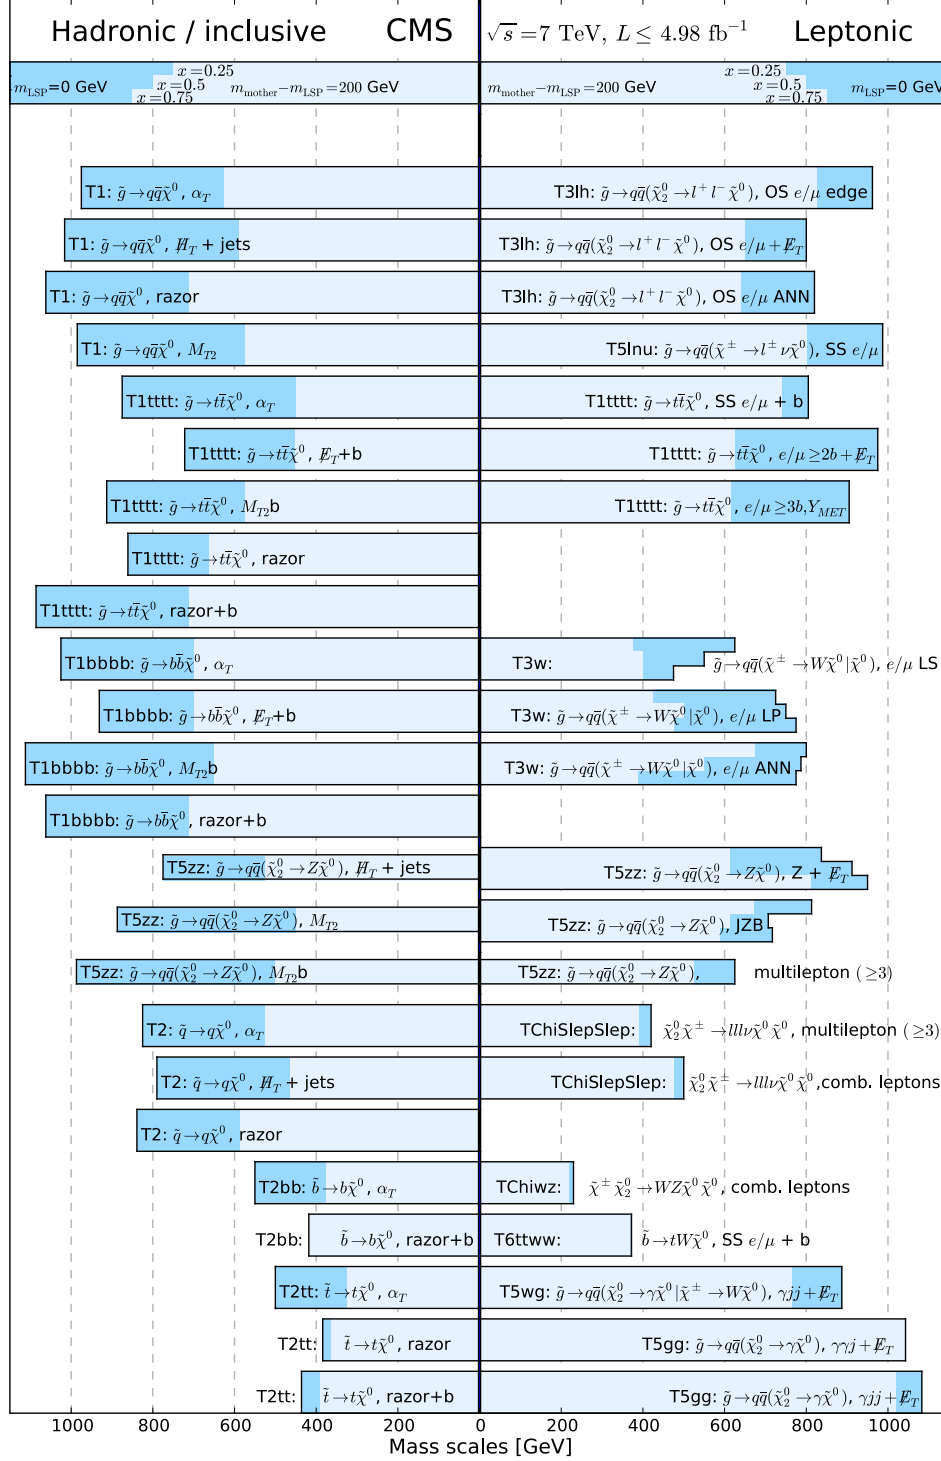 Hadronic / inclusive CMS √s = 7 TeV, L ≤ 4.98 fb⁻¹ Leptonic
x = 0.25 x = 0.25
m_LSP=0 GeV x = 0.5 m_mother−m_LSP=200 GeV m_mother−m_LSP=200 GeV x = 0.5 m_LSP=0 GeV
x = 0.75 x = 0.75
T1: g̃→qq̅χ̃⁰, α_T T3lh: g̃→qq̅(χ̃₂⁰→l⁺l⁻χ̃⁰), OS e/μ edge
T1: g̃→qq̅χ̃⁰, H̸_T + jets T3lh: g̃→qq̅(χ̃₂⁰→l⁺l⁻χ̃⁰), OS e/μ+E̸_T
T1: g̃→qq̅χ̃⁰, razor T3lh: g̃→qq̅(χ̃₂⁰→l⁺l⁻χ̃⁰), OS e/μ ANN
T1: g̃→qq̅χ̃⁰, M_T2 T5lnu: g̃→qq̅(χ̃^±→l^±νχ̃⁰), SS e/μ
T1tttt: g̃→tt̅χ̃⁰, α_T T1tttt: g̃→tt̅χ̃⁰, SS e/μ + b
T1tttt: g̃→tt̅χ̃⁰, E̸_T+b T1tttt: g̃→tt̅χ̃⁰, e/μ≥2b+E̸_T
T1tttt: g̃→tt̅χ̃⁰, M_T2b T1tttt: g̃→tt̅χ̃⁰, e/μ≥3b,Y_MET
T1tttt: g̃→tt̅χ̃⁰, razor
T1tttt: g̃→tt̅χ̃⁰, razor+b
T1bbbb: g̃→bb̅χ̃⁰, α_T T3w: g̃→qq̅(χ̃^±→Wχ̃⁰|χ̃⁰), e/μ LS
T1bbbb: g̃→bb̅χ̃⁰, E̸_T+b T3w: g̃→qq̅(χ̃^±→Wχ̃⁰|χ̃⁰), e/μ LP
T1bbbb: g̃→bb̅χ̃⁰, M_T2b T3w: g̃→qq̅(χ̃^±→Wχ̃⁰|χ̃⁰), e/μ ANN
T1bbbb: g̃→bb̅χ̃⁰, razor+b
T5zz: g̃→qq̅(χ̃₂⁰→Zχ̃⁰), H̸_T + jets T5zz: g̃→qq̅(χ̃₂⁰→Zχ̃⁰), Z + E̸_T
T5zz: g̃→qq̅(χ̃₂⁰→Zχ̃⁰), M_T2 T5zz: g̃→qq̅(χ̃₂⁰→Zχ̃⁰), JZB
T5zz: g̃→qq̅(χ̃₂⁰→Zχ̃⁰), M_T2b T5zz: g̃→qq̅(χ̃₂⁰→Zχ̃⁰), multilepton (≥3)
T2: q̃→qχ̃⁰, α_T TChiSlepSlep: χ̃₂⁰χ̃^±→lllνχ̃⁰χ̃⁰, multilepton (≥3)
T2: q̃→qχ̃⁰, H̸_T + jets TChiSlepSlep: χ̃₂⁰χ̃^±→lllνχ̃⁰χ̃⁰,comb. leptons
T2: q̃→qχ̃⁰, razor
T2bb: b̃→bχ̃⁰, α_T TChiwz: χ̃^±χ̃₂⁰→WZχ̃⁰χ̃⁰, comb. leptons
T2bb: b̃→bχ̃⁰, razor+b T6ttww: b̃→tWχ̃⁰, SS e/μ + b
T2tt: t̃→tχ̃⁰, α_T T5wg: g̃→qq̅(χ̃₂⁰→γχ̃⁰|χ̃^±→Wχ̃⁰), γjj+E̸_T
T2tt: t̃→tχ̃⁰, razor T5gg: g̃→qq̅(χ̃₂⁰→γχ̃⁰), γγj+E̸_T
T2tt: t̃→tχ̃⁰, razor+b T5gg: g̃→qq̅(χ̃₂⁰→γχ̃⁰), γjj+E̸_T
1000 800 600 400 200 0 200 400 600 800 1000
Mass scales [GeV]